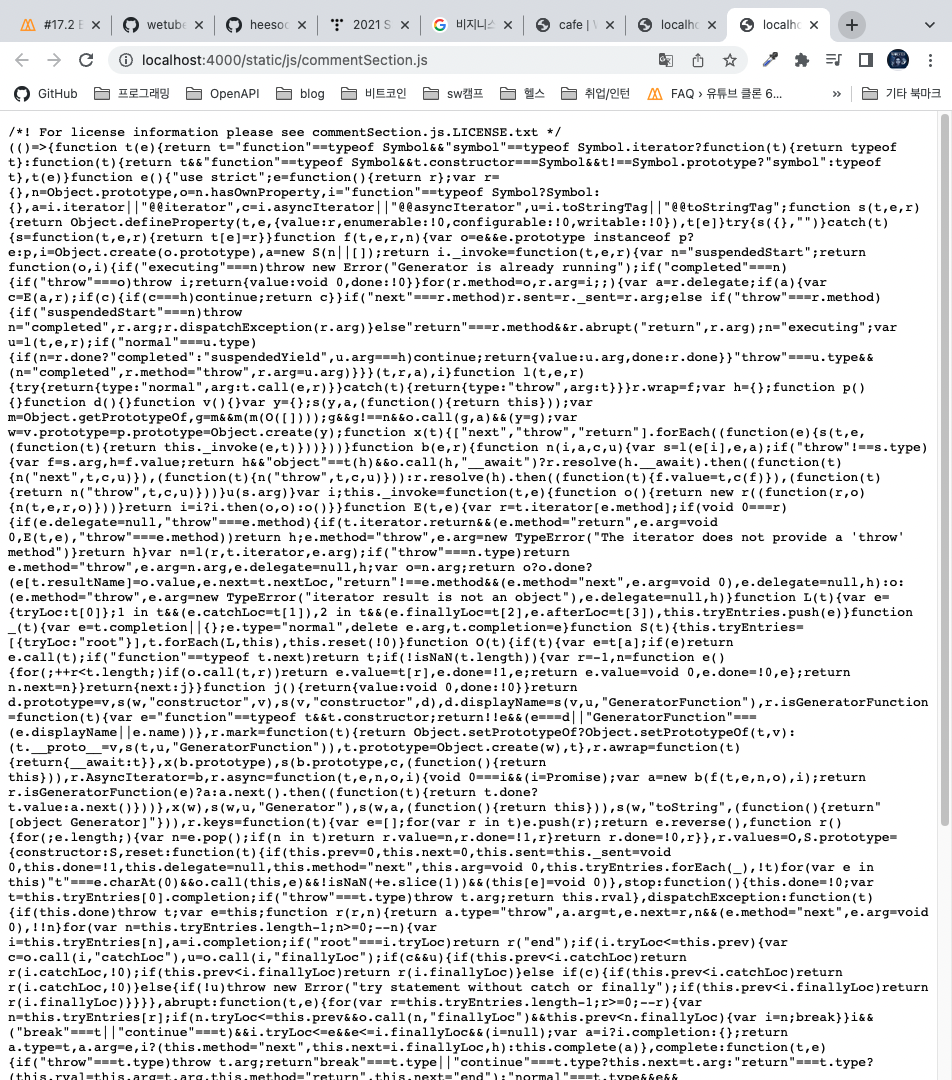 #17.2 E
wetube
heesoo
2021 S
비지니스
cafe | W
localho
localho
localhost:4000/static/js/commentSection.js
GitHub
프로그래밍
OpenAPI
blog
비트코인
sw캠프
헬스
취업/인턴
FAQ › 유튜브 클론 6...
»
기타 북마크
/*! For license information please see commentSection.js.LICENSE.txt */
(()=>{function t(e){return t="function"==typeof Symbol&&"symbol"==typeof Symbol.iterator?function(t){return typeof
t}:function(t){return t&&"function"==typeof Symbol&&t.constructor===Symbol&&t!==Symbol.prototype?"symbol":typeof
t},t(e)}function e(){"use strict";e=function(){return r};var r=
{},n=Object.prototype,o=n.hasOwnProperty,i="function"==typeof Symbol?Symbol:
{},a=i.iterator||"@@iterator",c=i.asyncIterator||"@@asyncIterator",u=i.toStringTag||"@@toStringTag";function s(t,e,r)
{return Object.defineProperty(t,e,{value:r,enumerable:!0,configurable:!0,writable:!0}),t[e]}try{s({},"")}catch(t)
{s=function(t,e,r){return t[e]=r}}function f(t,e,r,n){var o=e&&e.prototype instanceof p?
e:p,i=Object.create(o.prototype),a=new S(n||[]);return i._invoke=function(t,e,r){var n="suspendedStart";return
function(o,i){if("executing"===n)throw new Error("Generator is already running");if("completed"===n)
{if("throw"===o)throw i;return{value:void 0,done:!0}}for(r.method=o,r.arg=i;;){var a=r.delegate;if(a){var
c=E(a,r);if(c){if(c===h)continue;return c}}if("next"===r.method)r.sent=r._sent=r.arg;else if("throw"===r.method)
{if("suspendedStart"===n)throw
n="completed",r.arg;r.dispatchException(r.arg)}else"return"===r.method&&r.abrupt("return",r.arg);n="executing";var
u=l(t,e,r);if("normal"===u.type)
{if(n=r.done?"completed":"suspendedYield",u.arg===h)continue;return{value:u.arg,done:r.done}}"throw"===u.type&&
(n="completed",r.method="throw",r.arg=u.arg)}}}(t,r,a),i}function l(t,e,r)
{try{return{type:"normal",arg:t.call(e,r)}}catch(t){return{type:"throw",arg:t}}}r.wrap=f;var h={};function p()
{}function d(){}function v(){}var y={};s(y,a,(function(){return this}));var
m=Object.getPrototypeOf,g=m&&m(m(O([])));g&&g!==n&&o.call(g,a)&&(y=g);var
w=v.prototype=p.prototype=Object.create(y);function x(t){["next","throw","return"].forEach((function(e){s(t,e,
(function(t){return this._invoke(e,t)}))}))}function b(e,r){function n(i,a,c,u){var s=l(e[i],e,a);if("throw"!==s.type)
{var f=s.arg,h=f.value;return h&&"object"==t(h)&&o.call(h,"__await")?r.resolve(h.__await).then((function(t)
{n("next",t,c,u)}),(function(t){n("throw",t,c,u)})):r.resolve(h).then((function(t){f.value=t,c(f)}),(function(t)
{return n("throw",t,c,u)}))}u(s.arg)}var i;this._invoke=function(t,e){function o(){return new r((function(r,o)
{n(t,e,r,o)}))}return i=i?i.then(o,o):o()}}function E(t,e){var r=t.iterator[e.method];if(void 0===r)
{if(e.delegate=null,"throw"===e.method){if(t.iterator.return&&(e.method="return",e.arg=void
0,E(t,e),"throw"===e.method))return h;e.method="throw",e.arg=new TypeError("The iterator does not provide a 'throw'
method")}return h}var n=l(r,t.iterator,e.arg);if("throw"===n.type)return
e.method="throw",e.arg=n.arg,e.delegate=null,h;var o=n.arg;return o?o.done?
(e[t.resultName]=o.value,e.next=t.nextLoc,"return"!==e.method&&(e.method="next",e.arg=void 0),e.delegate=null,h):o:
(e.method="throw",e.arg=new TypeError("iterator result is not an object"),e.delegate=null,h)}function L(t){var e=
{tryLoc:t[0]};1 in t&&(e.catchLoc=t[1]),2 in t&&(e.finallyLoc=t[2],e.afterLoc=t[3]),this.tryEntries.push(e)}function
_(t){var e=t.completion||{};e.type="normal",delete e.arg,t.completion=e}function S(t){this.tryEntries=
[{tryLoc:"root"}],t.forEach(L,this),this.reset(!0)}function O(t){if(t){var e=t[a];if(e)return
e.call(t);if("function"==typeof t.next)return t;if(!isNaN(t.length)){var r=-1,n=function e()
{for(;++r<t.length;)if(o.call(t,r))return e.value=t[r],e.done=!1,e;return e.value=void 0,e.done=!0,e};return
n.next=n}}return{next:j}}function j(){return{value:void 0,done:!0}}return
d.prototype=v,s(w,"constructor",v),s(v,"constructor",d),d.displayName=s(v,u,"GeneratorFunction"),r.isGeneratorFunction
=function(t){var e="function"==typeof t&&t.constructor;return!!e&&(e===d||"GeneratorFunction"===
(e.displayName||e.name))},r.mark=function(t){return Object.setPrototypeOf?Object.setPrototypeOf(t,v):
(t.__proto__=v,s(t,u,"GeneratorFunction")),t.prototype=Object.create(w),t},r.awrap=function(t)
{return{__await:t}},x(b.prototype),s(b.prototype,c,(function(){return
this})),r.AsyncIterator=b,r.async=function(t,e,n,o,i){void 0===i&&(i=Promise);var a=new b(f(t,e,n,o),i);return
r.isGeneratorFunction(e)?a:a.next().then((function(t){return t.done?
t.value:a.next()}))},x(w),s(w,u,"Generator"),s(w,a,(function(){return this})),s(w,"toString",(function(){return"
[object Generator]"})),r.keys=function(t){var e=[];for(var r in t)e.push(r);return e.reverse(),function r()
{for(;e.length;){var n=e.pop();if(n in t)return r.value=n,r.done=!1,r}return r.done=!0,r}},r.values=O,S.prototype=
{constructor:S,reset:function(t){if(this.prev=0,this.next=0,this.sent=this._sent=void
0,this.done=!1,this.delegate=null,this.method="next",this.arg=void 0,this.tryEntries.forEach(_),!t)for(var e in
this)"t"===e.charAt(0)&&o.call(this,e)&&!isNaN(+e.slice(1))&&(this[e]=void 0)},stop:function(){this.done=!0;var
t=this.tryEntries[0].completion;if("throw"===t.type)throw t.arg;return this.rval},dispatchException:function(t)
{if(this.done)throw t;var e=this;function r(r,n){return a.type="throw",a.arg=t,e.next=r,n&&(e.method="next",e.arg=void
0),!!n}for(var n=this.tryEntries.length-1;n>=0;--n){var
i=this.tryEntries[n],a=i.completion;if("root"===i.tryLoc)return r("end");if(i.tryLoc<=this.prev){var
c=o.call(i,"catchLoc"),u=o.call(i,"finallyLoc");if(c&&u){if(this.prev<i.catchLoc)return
r(i.catchLoc,!0);if(this.prev<i.finallyLoc)return r(i.finallyLoc)}else if(c){if(this.prev<i.catchLoc)return
r(i.catchLoc,!0)}else{if(!u)throw new Error("try statement without catch or finally");if(this.prev<i.finallyLoc)return
r(i.finallyLoc)}}}},abrupt:function(t,e){for(var r=this.tryEntries.length-1;r>=0;--r){var
n=this.tryEntries[r];if(n.tryLoc<=this.prev&&o.call(n,"finallyLoc")&&this.prev<n.finallyLoc){var i=n;break}}i&&
("break"===t||"continue"===t)&&i.tryLoc<=e&&e<=i.finallyLoc&&(i=null);var a=i?i.completion:{};return
a.type=t,a.arg=e,i?(this.method="next",this.next=i.finallyLoc,h):this.complete(a)},complete:function(t,e)
{if("throw"===t.type)throw t.arg;return"break"===t.type||"continue"===t.type?this.next=t.arg:"return"===t.type?
(this.rval=this.arg=t.arg,this.method="return",this.next="end"):"normal"===t.type&&e&&